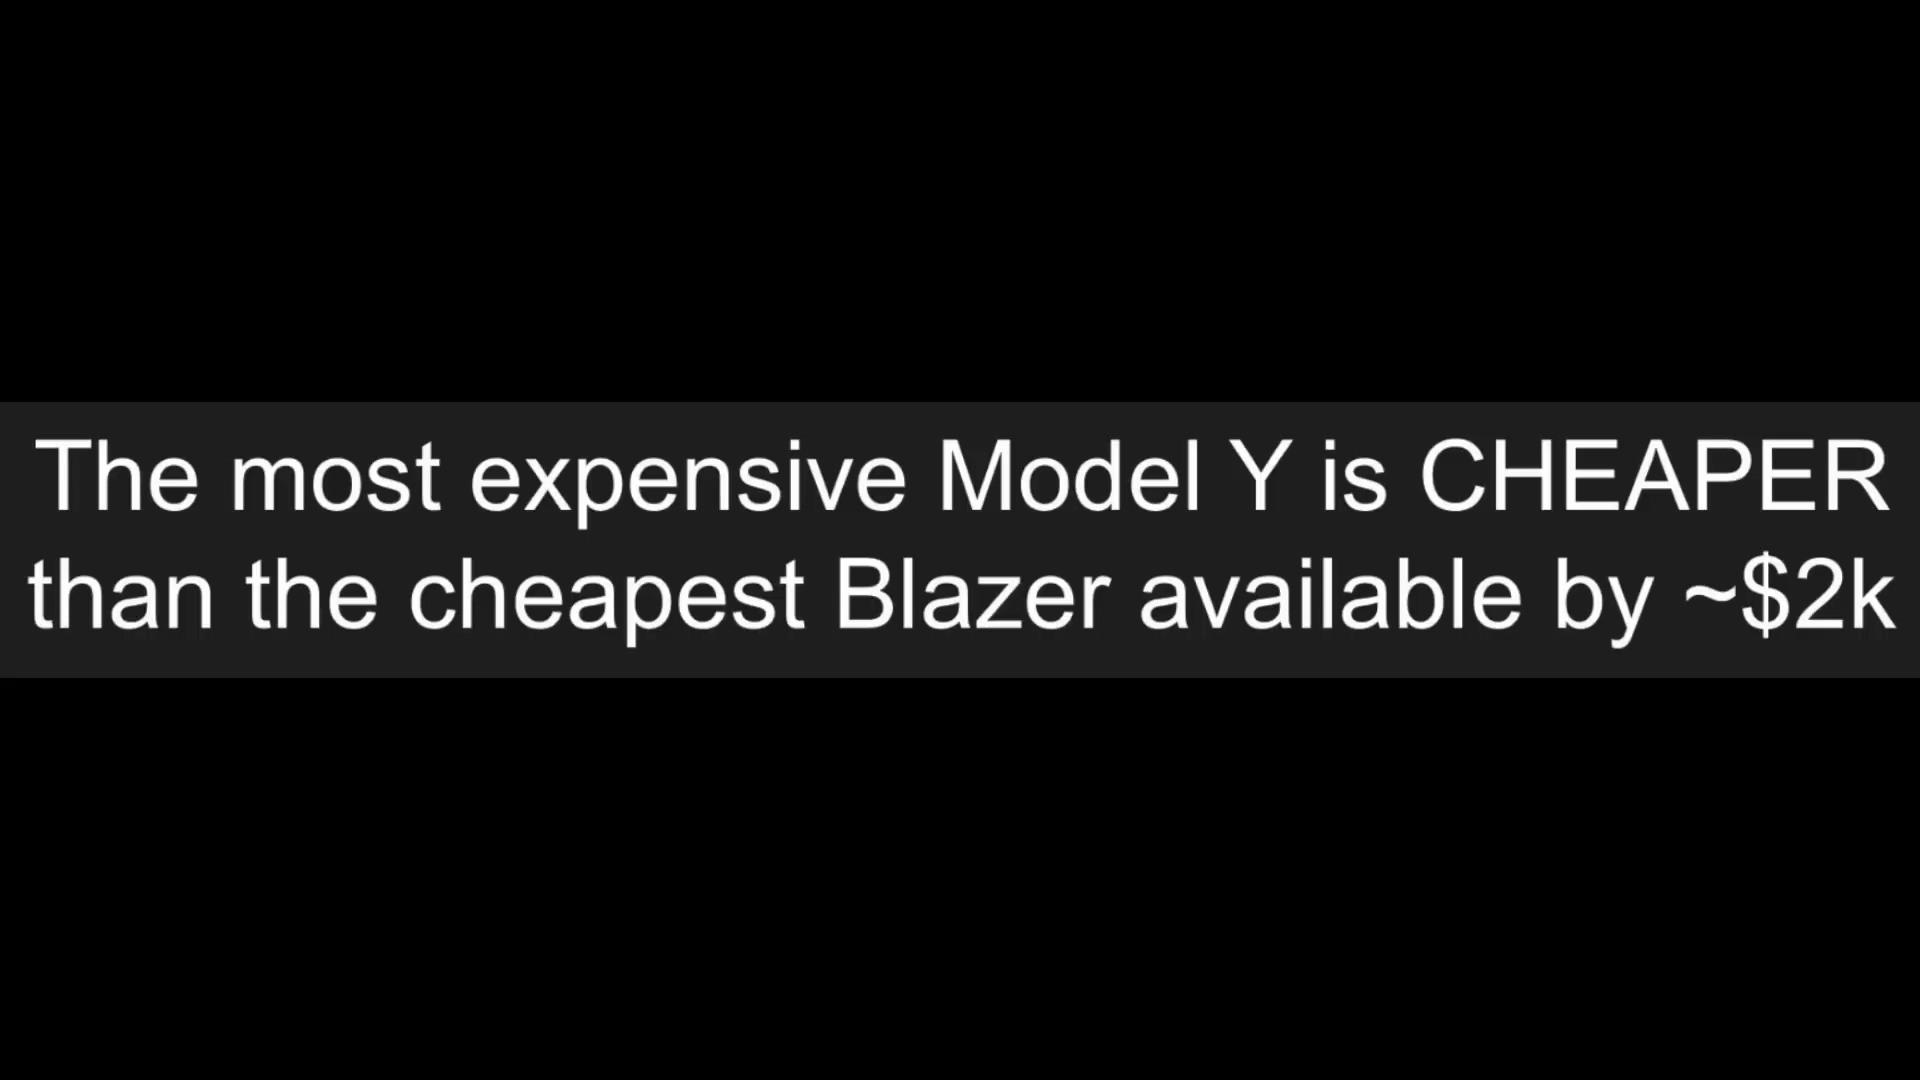 The most expensive Model Y is CHEAPER
than the cheapest Blazer available by ~$2k